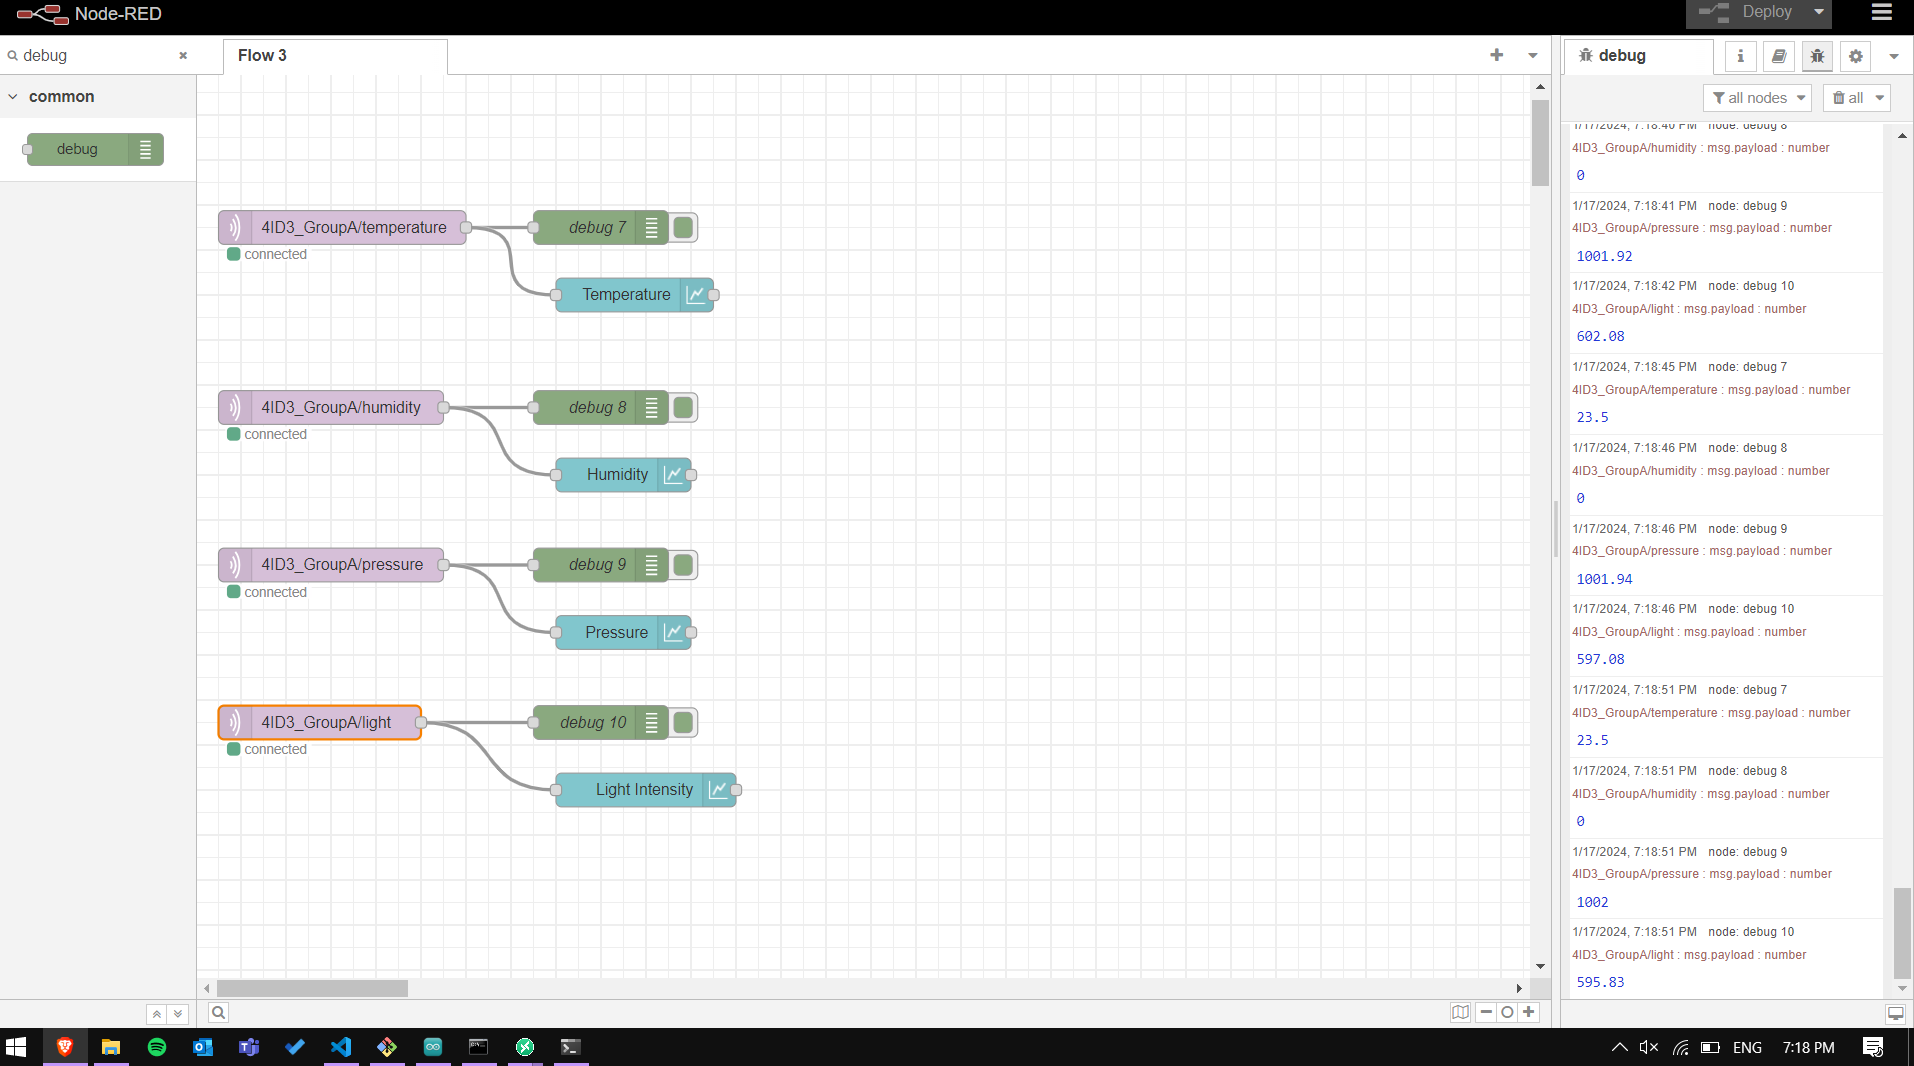 Node-RED
Deploy
debug
Flow 3
debug
common
all nodes
all
debug
4ID3_GroupA/temperature
connected
debug 7
Temperature
4ID3_GroupA/humidity
connected
debug 8
Humidity
4ID3_GroupA/pressure
connected
debug 9
Pressure
4ID3_GroupA/light
connected
debug 10
Light Intensity
1/17/2024, 7:18:40 PM node: debug 8
4ID3_GroupA/humidity : msg.payload : number
0
1/17/2024, 7:18:41 PM node: debug 9
4ID3_GroupA/pressure : msg.payload : number
1001.92
1/17/2024, 7:18:42 PM node: debug 10
4ID3_GroupA/light : msg.payload : number
602.08
1/17/2024, 7:18:45 PM node: debug 7
4ID3_GroupA/temperature : msg.payload : number
23.5
1/17/2024, 7:18:46 PM node: debug 8
4ID3_GroupA/humidity : msg.payload : number
0
1/17/2024, 7:18:46 PM node: debug 9
4ID3_GroupA/pressure : msg.payload : number
1001.94
1/17/2024, 7:18:46 PM node: debug 10
4ID3_GroupA/light : msg.payload : number
597.08
1/17/2024, 7:18:51 PM node: debug 7
4ID3_GroupA/temperature : msg.payload : number
23.5
1/17/2024, 7:18:51 PM node: debug 8
4ID3_GroupA/humidity : msg.payload : number
0
1/17/2024, 7:18:51 PM node: debug 9
4ID3_GroupA/pressure : msg.payload : number
1002
1/17/2024, 7:18:51 PM node: debug 10
4ID3_GroupA/light : msg.payload : number
595.83
ENG
7:18 PM